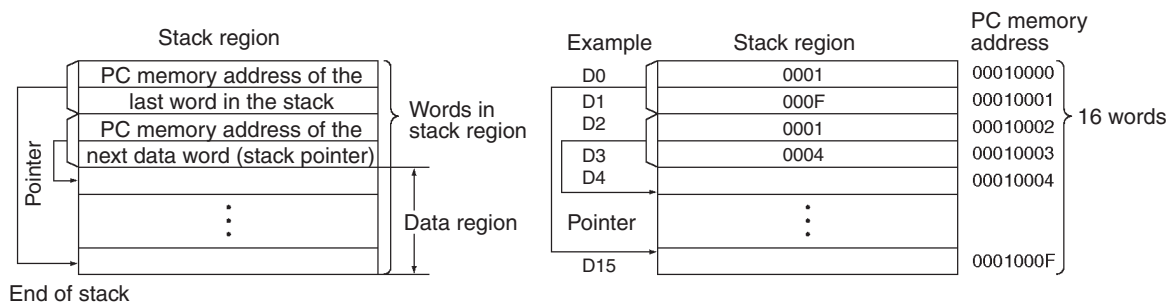 Stack region
PC memory address of the
last word in the stack
PC memory address of the
next data word (stack pointer)
Pointer
Words in
stack region
Data region
End of stack
Example
Stack region
PC memory
address
D0
0001
00010000
D1
000F
00010001
D2
0001
00010002
D3
0004
00010003
D4
00010004
Pointer
D15
0001000F
16 words